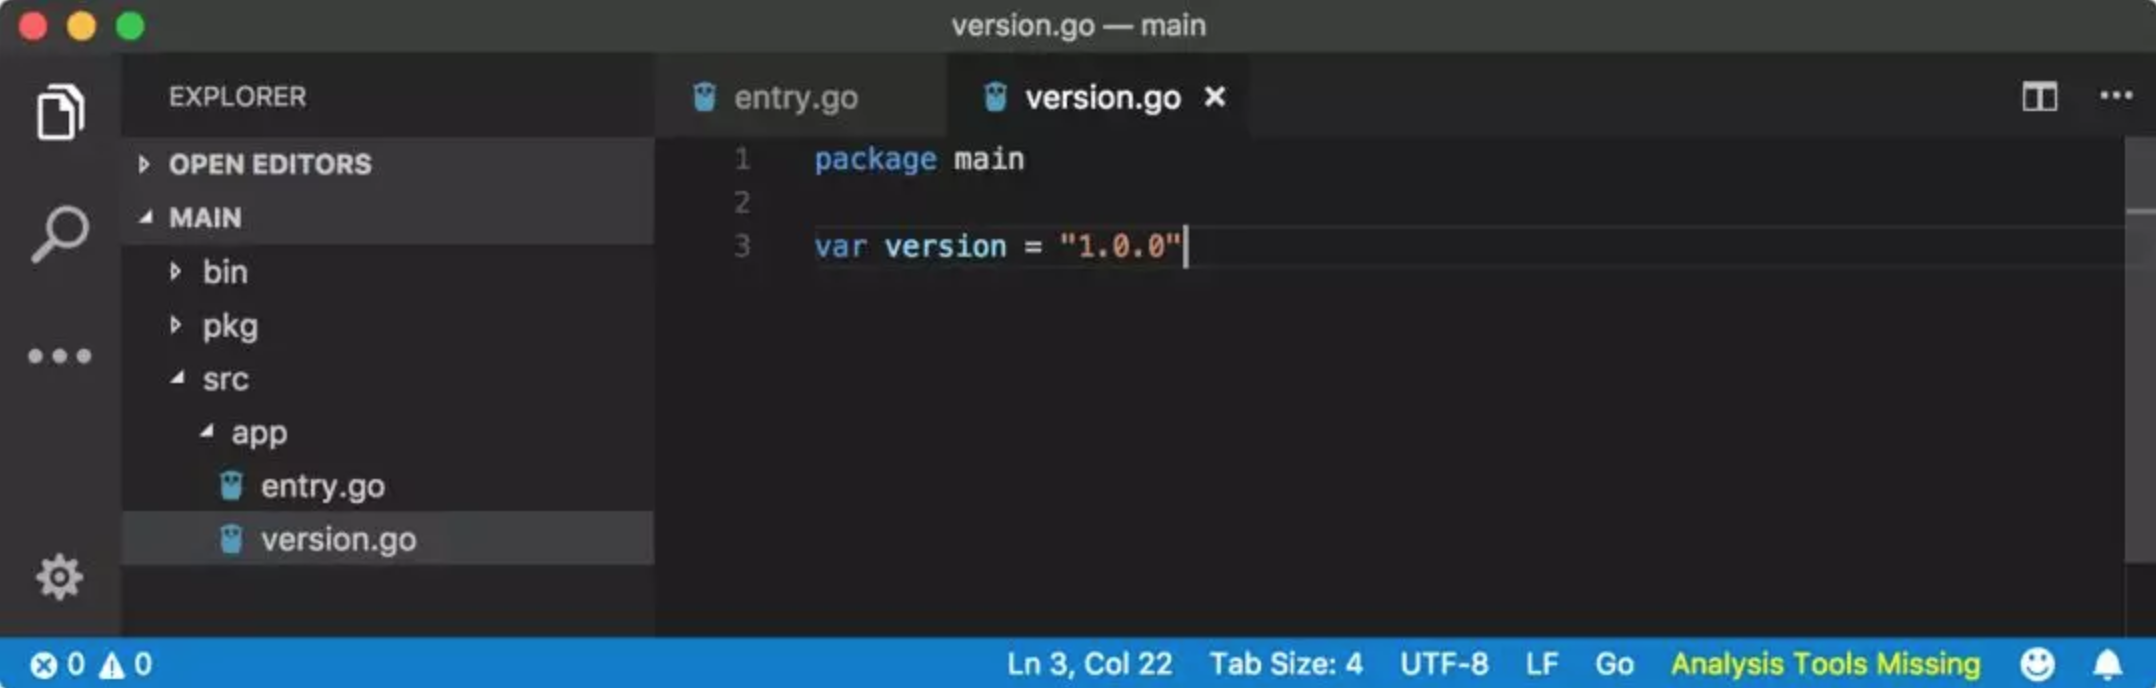 version.go — main
EXPLORER
OPEN EDITORS
MAIN
bin
pkg
src
app
entry.go
version.go
entry.go version.go
1 package main
2
3 var version = "1.0.0"
0 0
Ln 3, Col 22 Tab Size: 4 UTF-8 LF Go Analysis Tools Missing